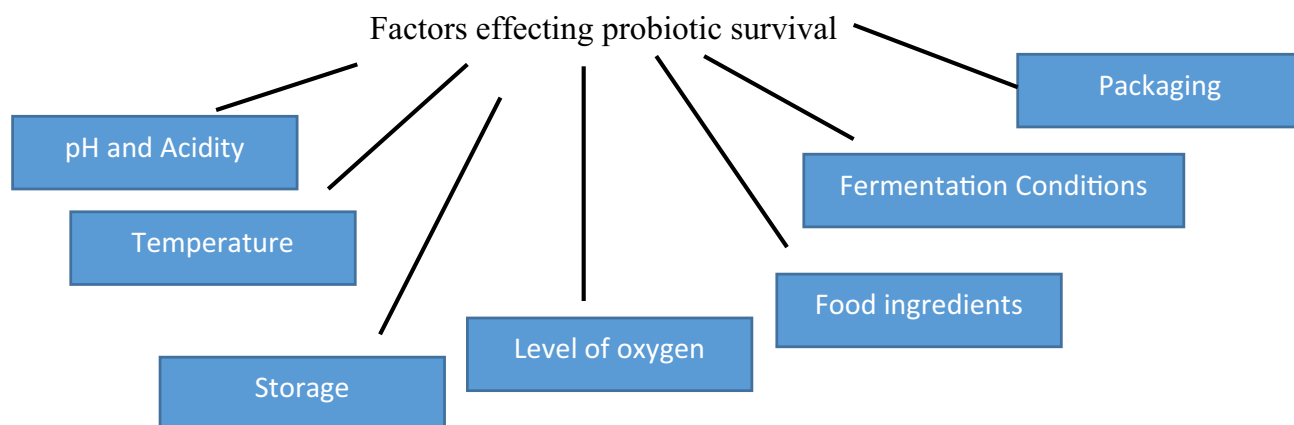 Factors effecting probiotic survival
Packaging
pH and Acidity
Fermentation Conditions
Temperature
Food ingredients
Level of oxygen
Storage